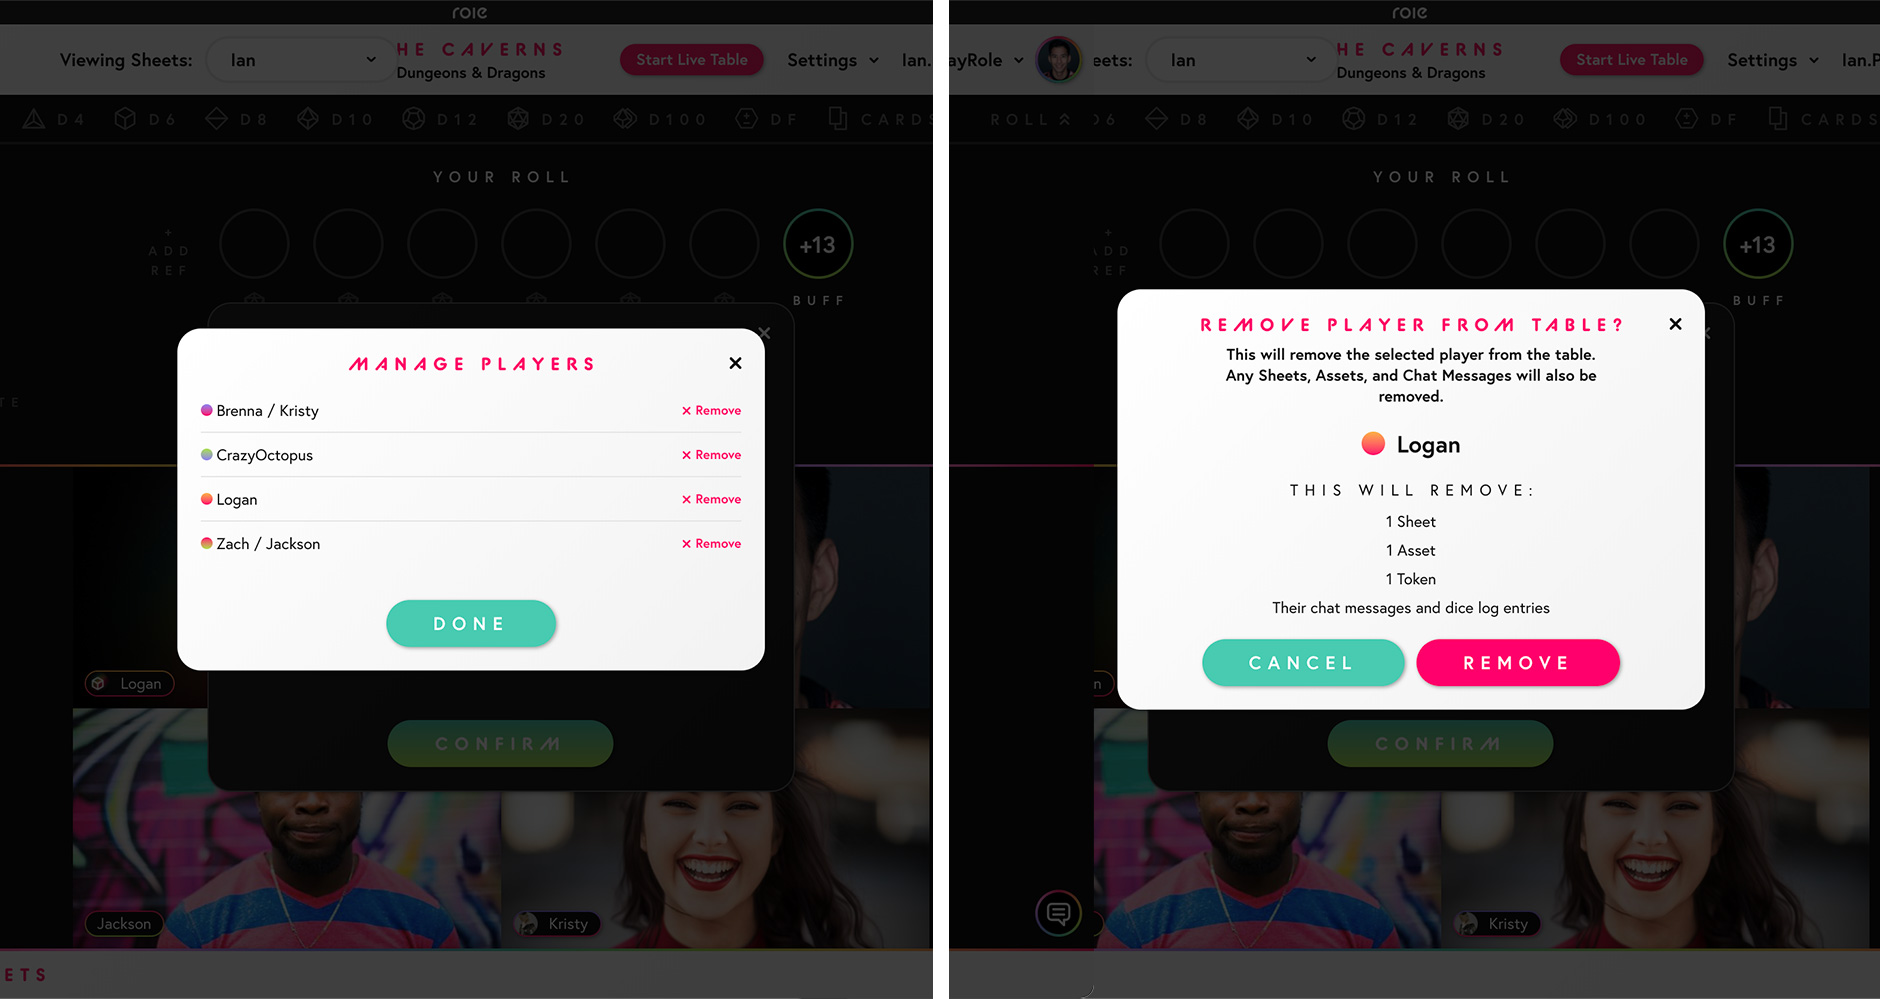 role
Viewing Sheets:
Ian
HE CAVERNS
Dungeons & Dragons
Start Live Table
Settings
Ian.
D4
D6
D8
D10
D12
D20
D100
DF
CARDS
YOUR ROLL
+
ADD
REF
+13
BUFF
MANAGE PLAYERS
Brenna / Kristy
× Remove
CrazyOctopus
× Remove
Logan
× Remove
Zach / Jackson
× Remove
DONE
Logan
CONFIRM
Jackson
Kristy
ETS
role
ayRole
eets:
Ian
HE CAVERNS
Dungeons & Dragons
Start Live Table
Settings
Ian.P
ROLL
D6
D8
D10
D12
D20
D100
DF
CARDS
YOUR ROLL
+
ADD
REF
+13
BUFF
REMOVE PLAYER FROM TABLE?
This will remove the selected player from the table.
Any Sheets, Assets, and Chat Messages will also be
removed.
Logan
THIS WILL REMOVE:
1 Sheet
1 Asset
1 Token
Their chat messages and dice log entries
CANCEL
REMOVE
n
CONFIRM
Kristy